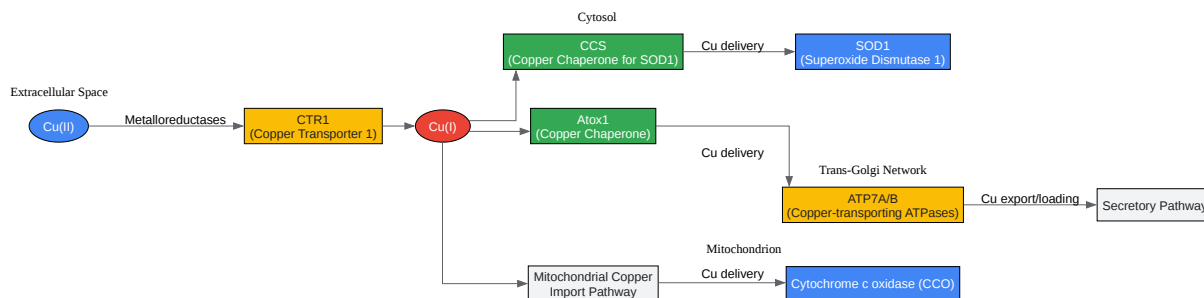 Cytosol
CCS
(Copper Chaperone for SOD1)
Cu delivery
SOD1
(Superoxide Dismutase 1)
Extracellular Space
Cu(II)
Metalloreductases
CTR1
(Copper Transporter 1)
Cu(I)
Atox1
(Copper Chaperone)
Cu delivery
Trans-Golgi Network
ATP7A/B
(Copper-transporting ATPases)
Cu export/loading
Secretory Pathway
Mitochondrion
Mitochondrial Copper
Import Pathway
Cu delivery
Cytochrome c oxidase (CCO)